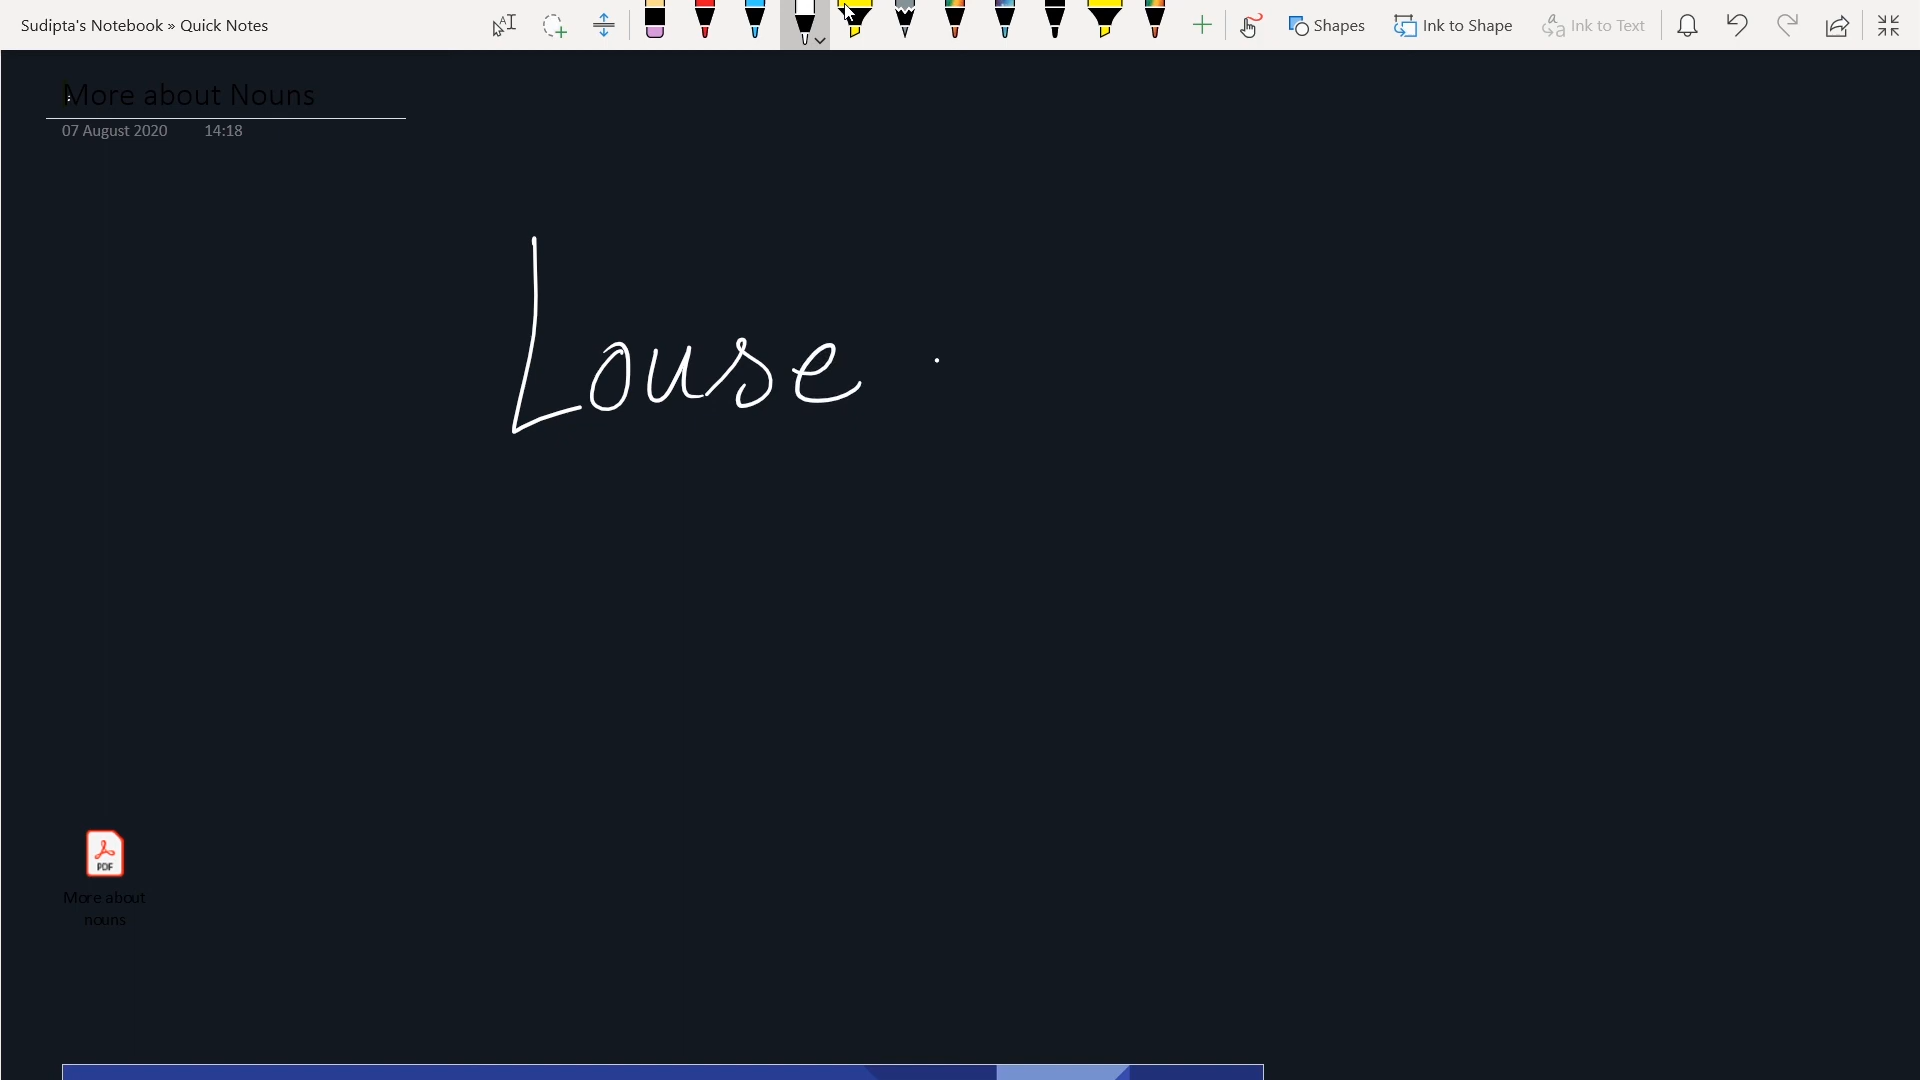 Sudipta's Notebook » Quick Notes
Shapes
Ink to Shape
Ink to Text
More about Nouns
07 August 2020 14:18
Louse
PDF
More about
nouns